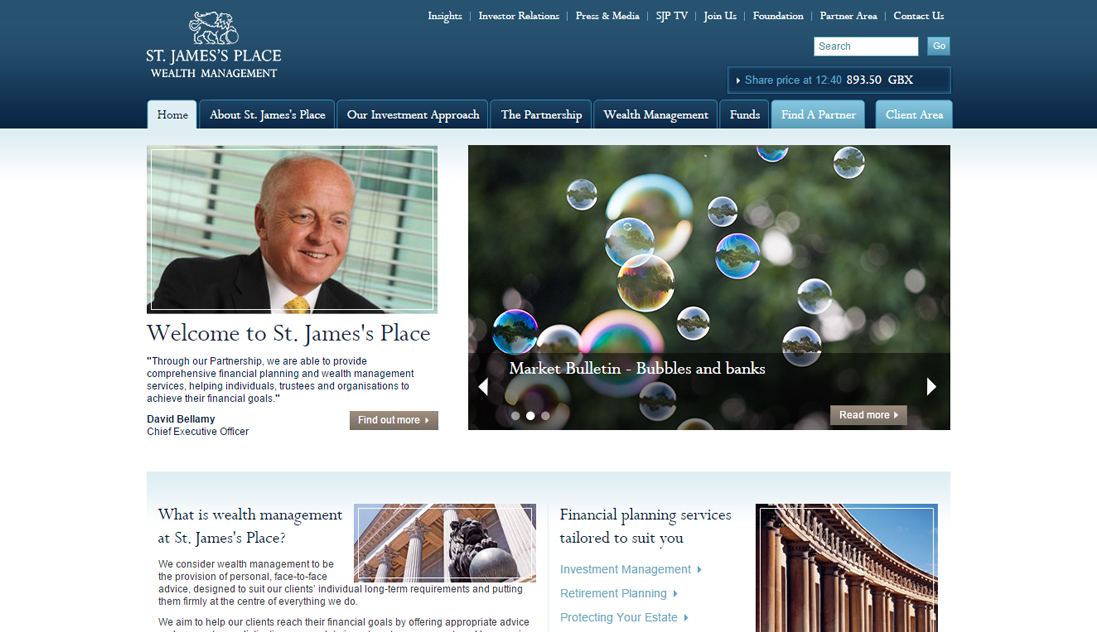 Insights
Investor Relations
Press & Media
SJP TV
Join Us
Foundation
Partner Area
Contact Us
ST. JAMES'S PLACE
WEALTH MANAGEMENT
Search
Go
Share price at 12:40 893.50 GBX
Home
About St. James's Place
Our Investment Approach
The Partnership
Wealth Management
Funds
Find A Partner
Client Area
Welcome to St. James's Place
"Through our Partnership, we are able to provide
comprehensive financial planning and wealth management
services, helping individuals, trustees and organisations to
achieve their financial goals."
David Bellamy
Chief Executive Officer
Find out more
Market Bulletin - Bubbles and banks
Read more
What is wealth management
at St. James's Place?
We consider wealth management to be
the provision of personal, face-to-face
advice, designed to suit our clients' individual long-term requirements and putting
them firmly at the centre of everything we do.
We aim to help our clients reach their financial goals by offering appropriate advice
Financial planning services
tailored to suit you
Investment Management
Retirement Planning
Protecting Your Estate